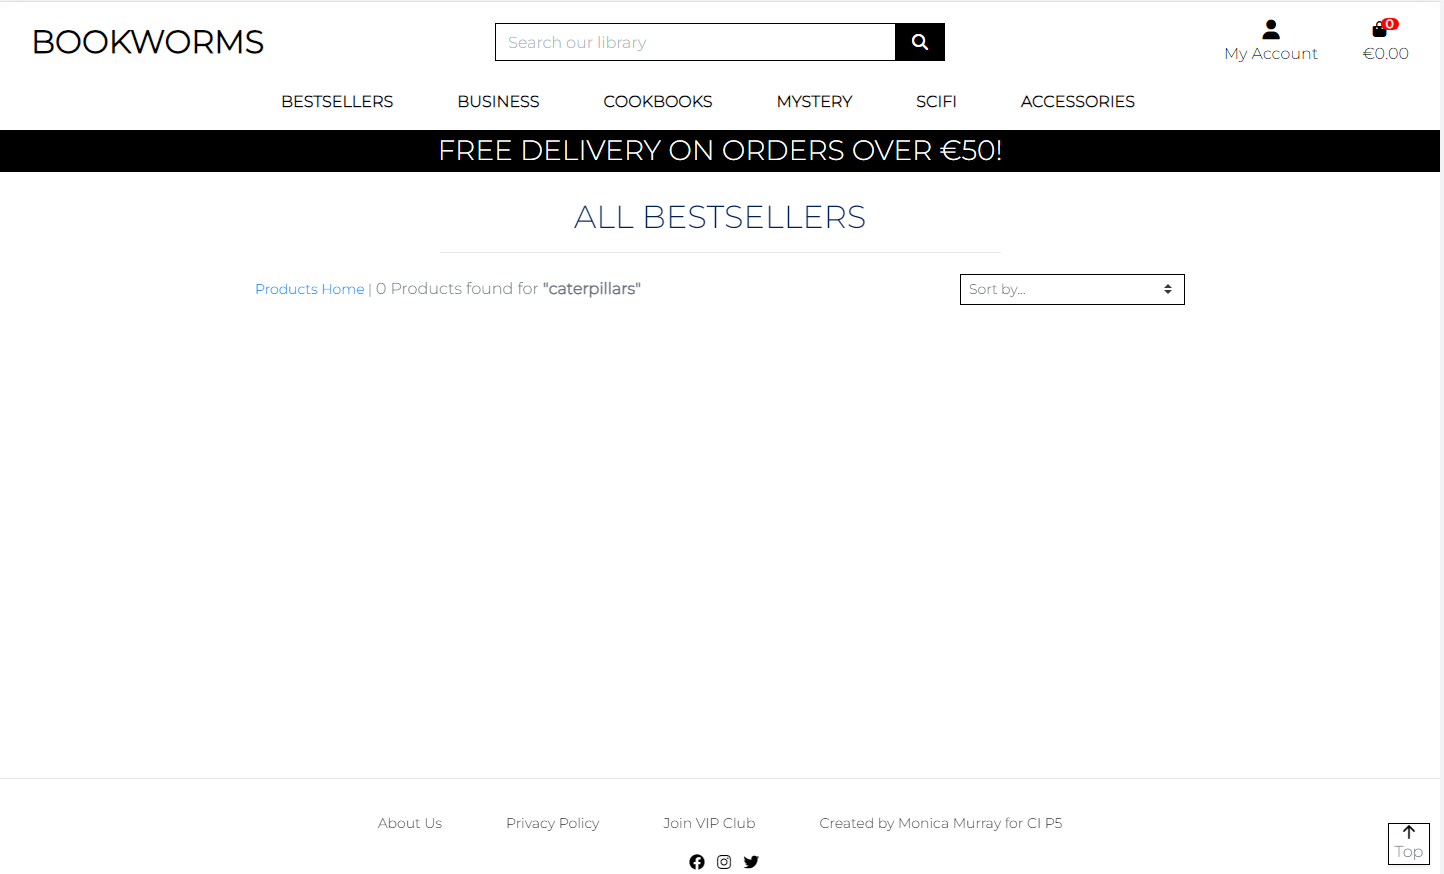 BOOKWORMS
Search our library
My Account
0
€0.00
BESTSELLERS BUSINESS COOKBOOKS MYSTERY SCIFI ACCESSORIES
FREE DELIVERY ON ORDERS OVER €50!
ALL BESTSELLERS
Products Home | 0 Products found for "caterpillars"
Sort by...
About Us Privacy Policy Join VIP Club Created by Monica Murray for CI P5
Top